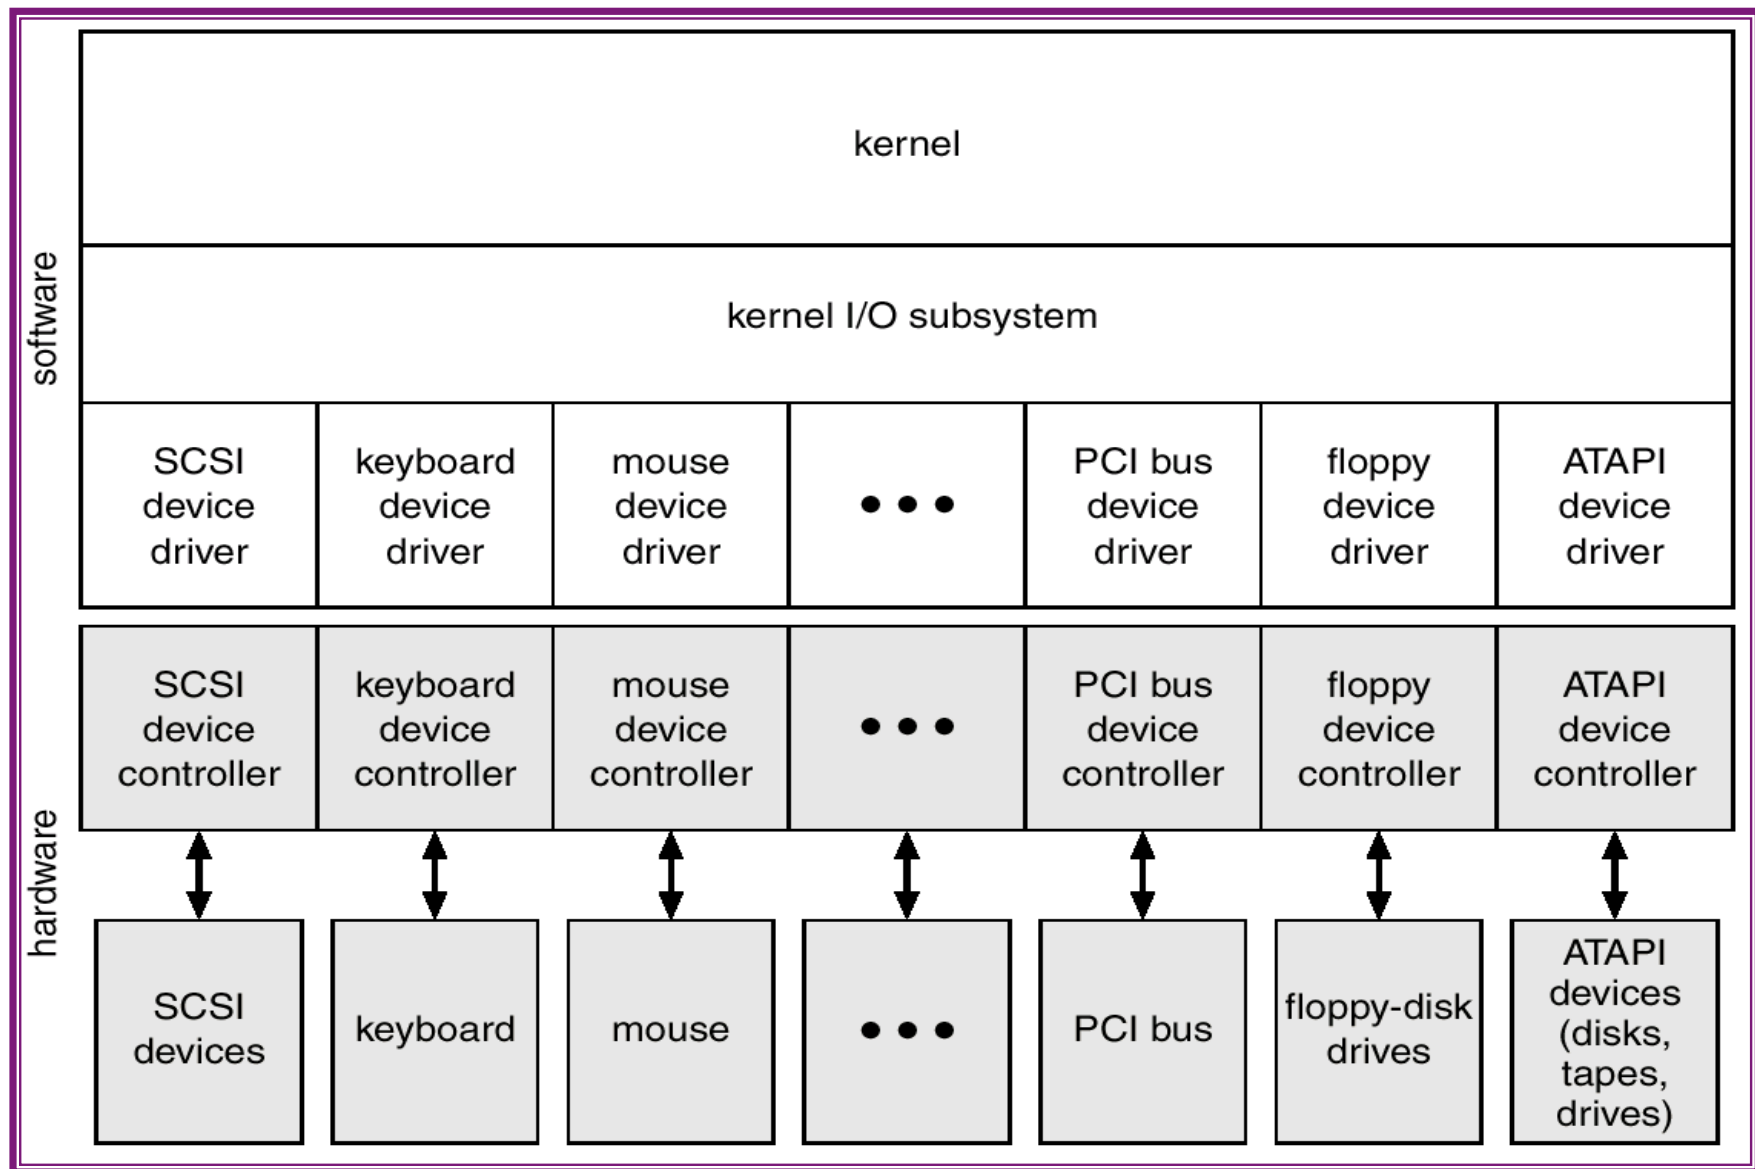 kernel
software
kernel I/O subsystem
SCSI
device
driver
keyboard
device
driver
mouse
device
driver
•••
PCI bus
device
driver
floppy
device
driver
ATAPI
device
driver
hardware
SCSI
device
controller
keyboard
device
controller
mouse
device
controller
•••
PCI bus
device
controller
floppy
device
controller
ATAPI
device
controller
SCSI
devices
keyboard
mouse
•••
PCI bus
floppy-disk
drives
ATAPI
devices
(disks,
tapes,
drives)